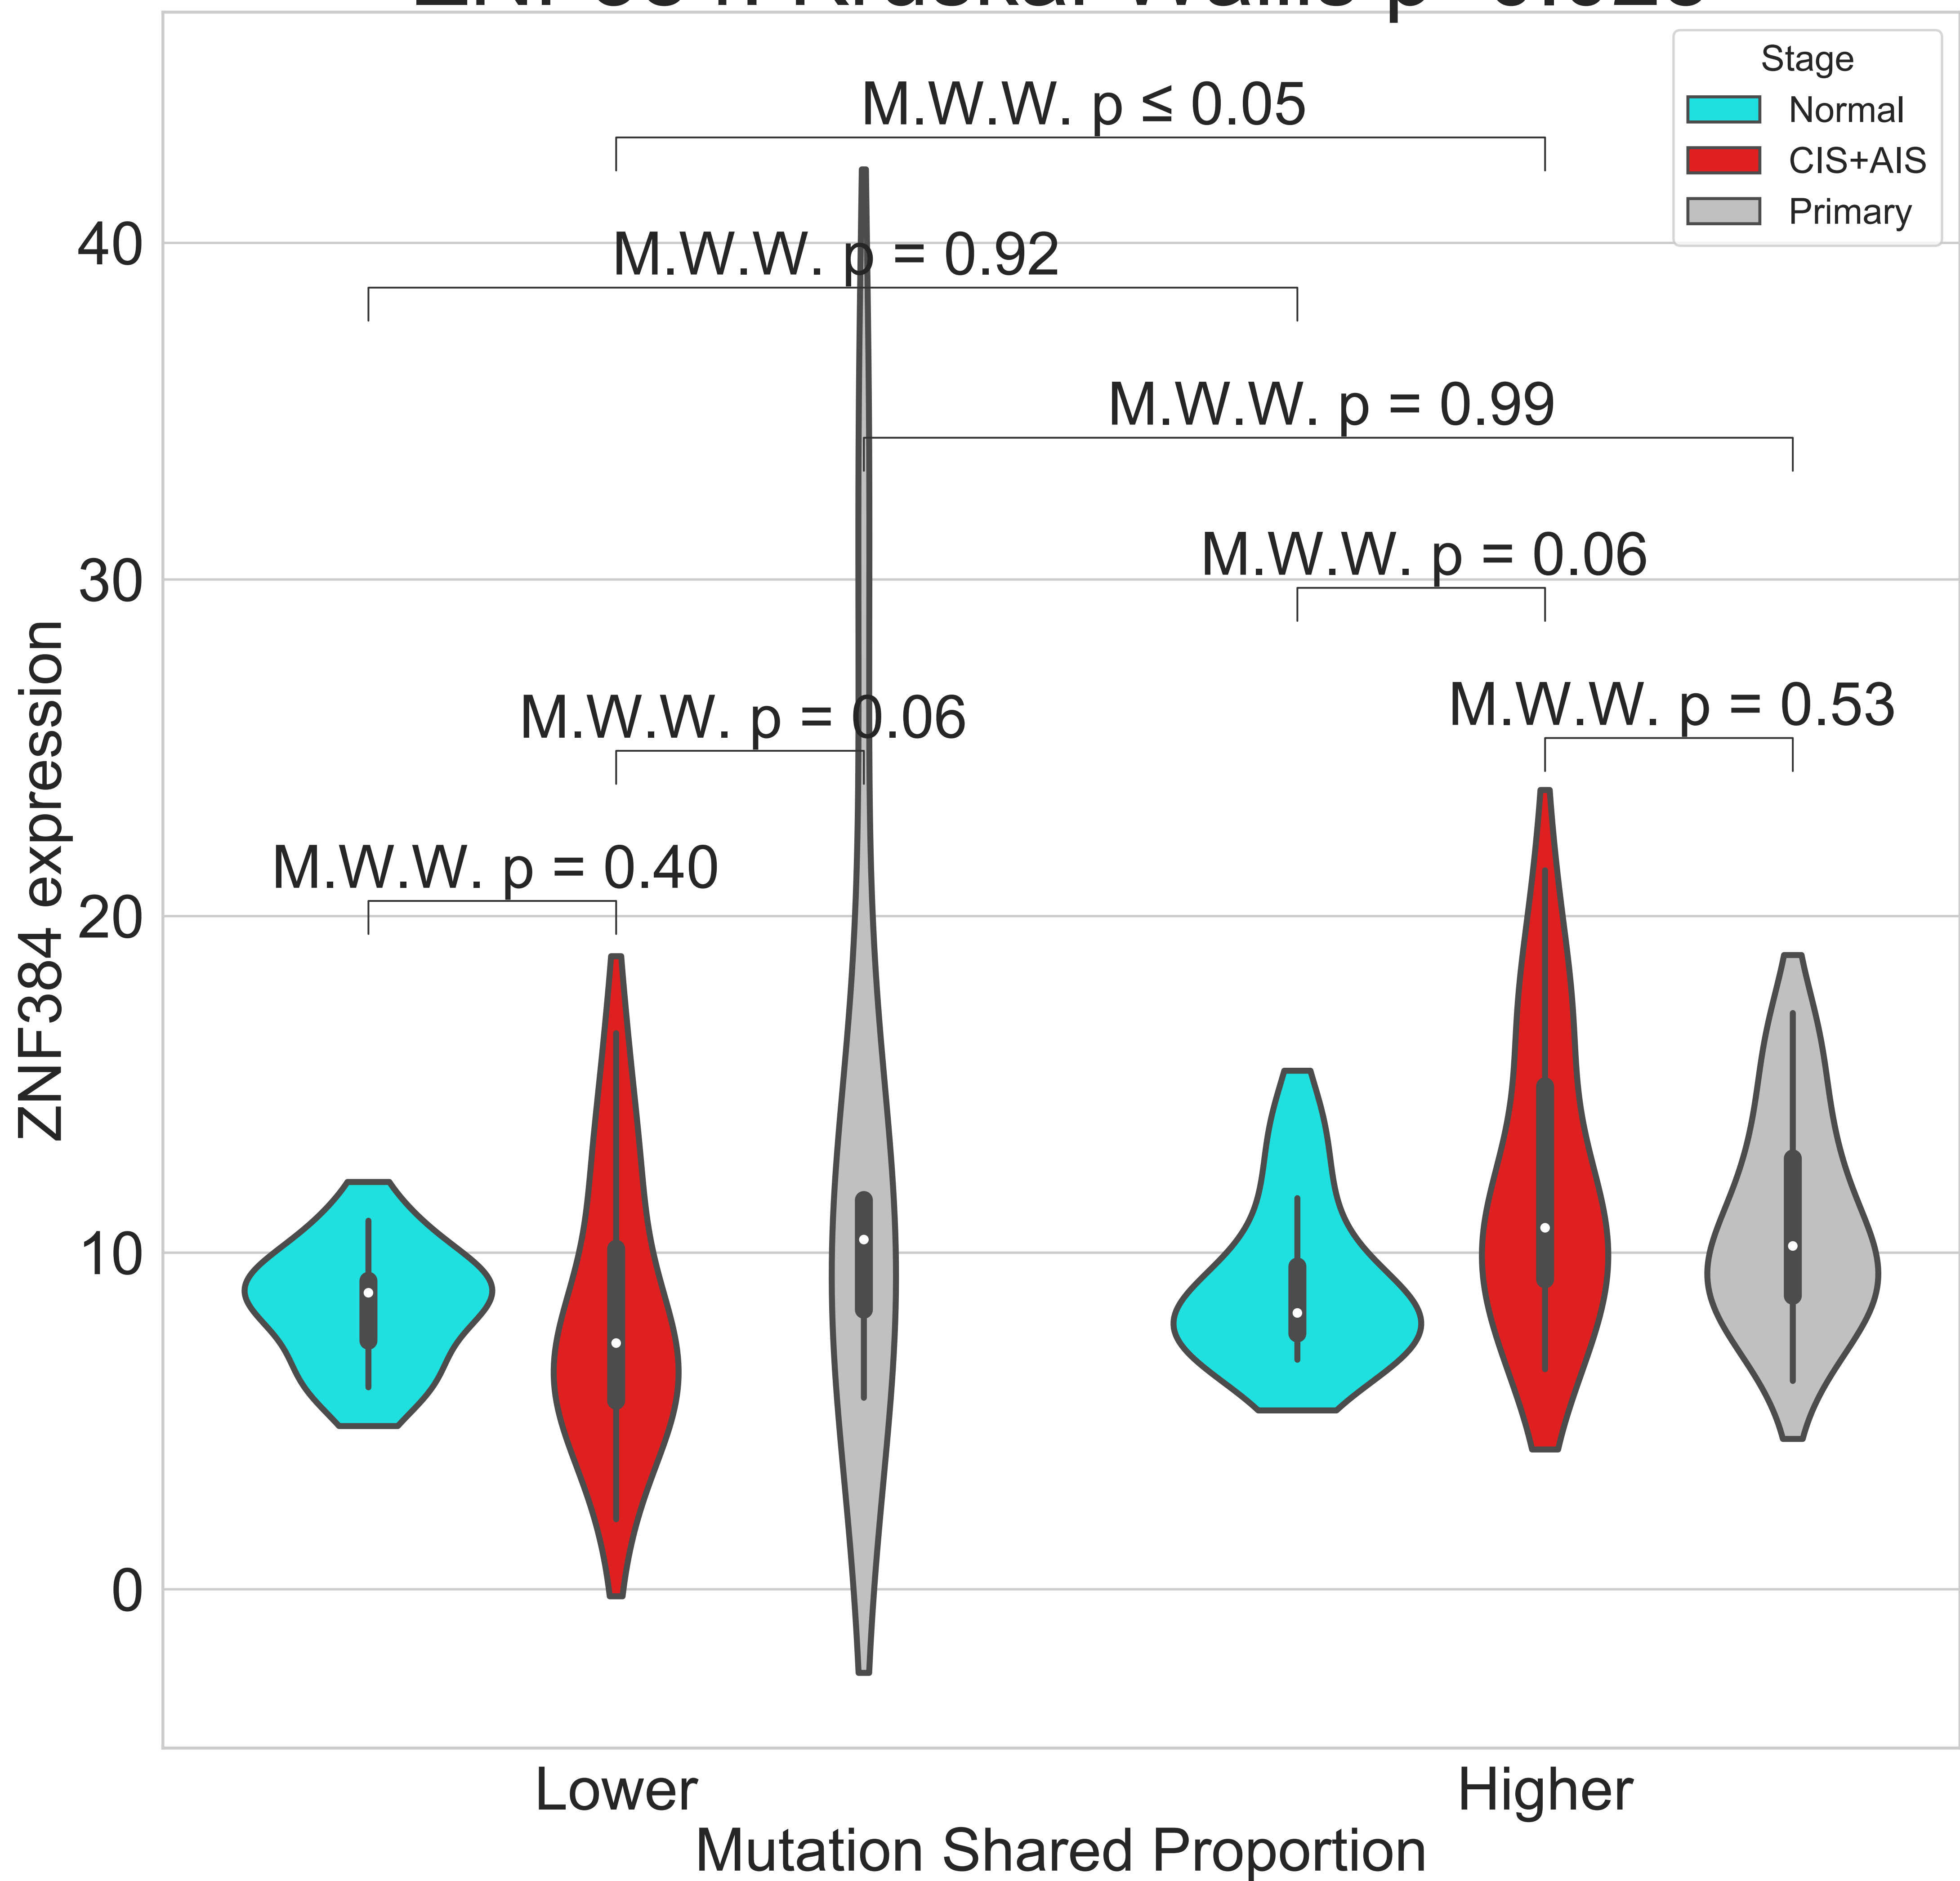 Stage
Normal
CIS+AIS
Primary
M.W.W. p ≤ 0.05
M.W.W. p = 0.92
M.W.W. p = 0.99
M.W.W. p = 0.06
M.W.W. p = 0.06
M.W.W. p = 0.53
M.W.W. p = 0.40
40
30
20
10
0
ZNF384 expression
Lower
Higher
Mutation Shared Proportion